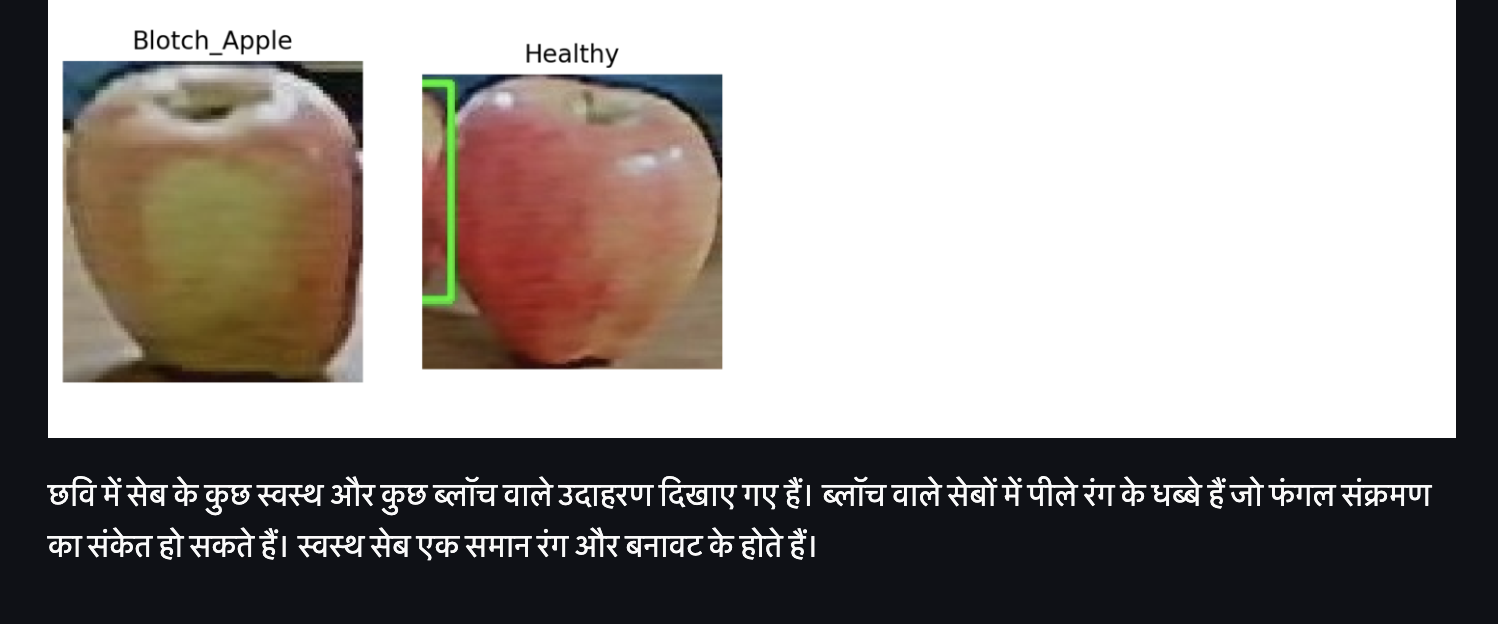 Blotch_Apple
Healthy
छवि में सेब के कुछ स्वस्थ और कुछ ब्लॉच वाले उदाहरण दिखाए गए हैं। ब्लॉच वाले सेबों में पीले रंग के धब्बे हैं जो फंगल संक्रमण
का संकेत हो सकते हैं। स्वस्थ सेब एक समान रंग और बनावट के होते हैं।